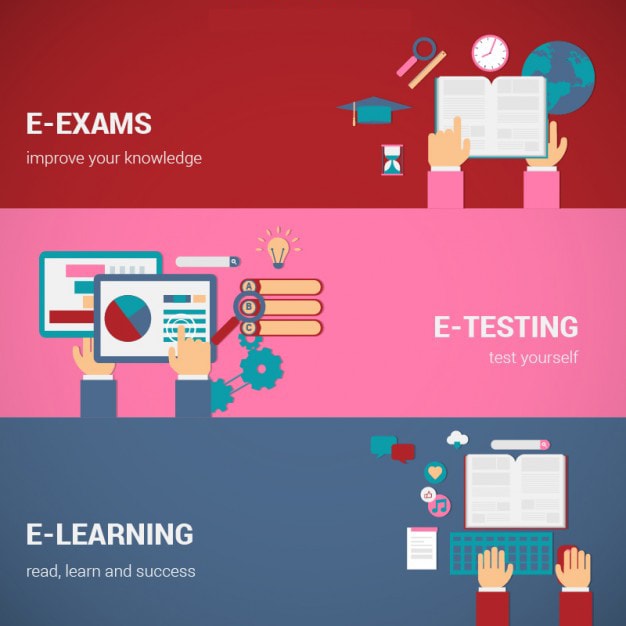 E-EXAMS
improve your knowledge
A
B
C
E-TESTING
test yourself
E-LEARNING
read, learn and success